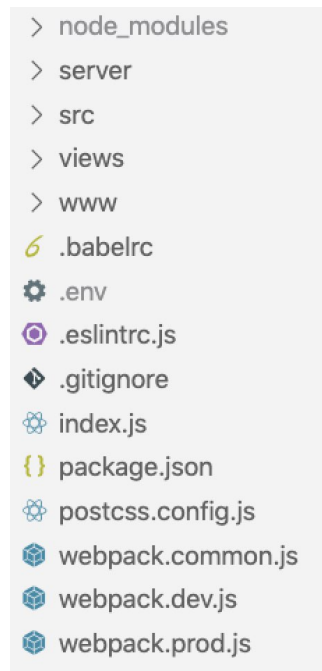 node_modules
server
src
views
www
.babelrc
.env
.eslintrc.js
.gitignore
index.js
package.json
postcss.config.js
webpack.common.js
webpack.dev.js
webpack.prod.js